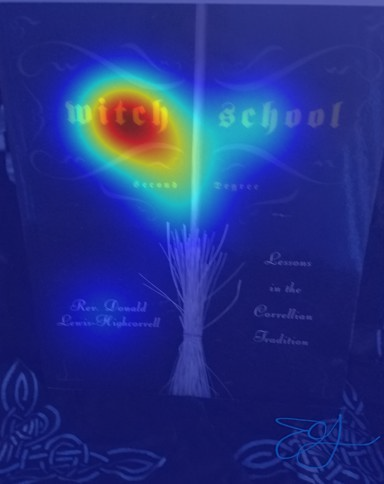 witch school
Second Degree
Lessons
in the
Rev. Donald
Correllian
Lewis-Highcorrell
Tradition